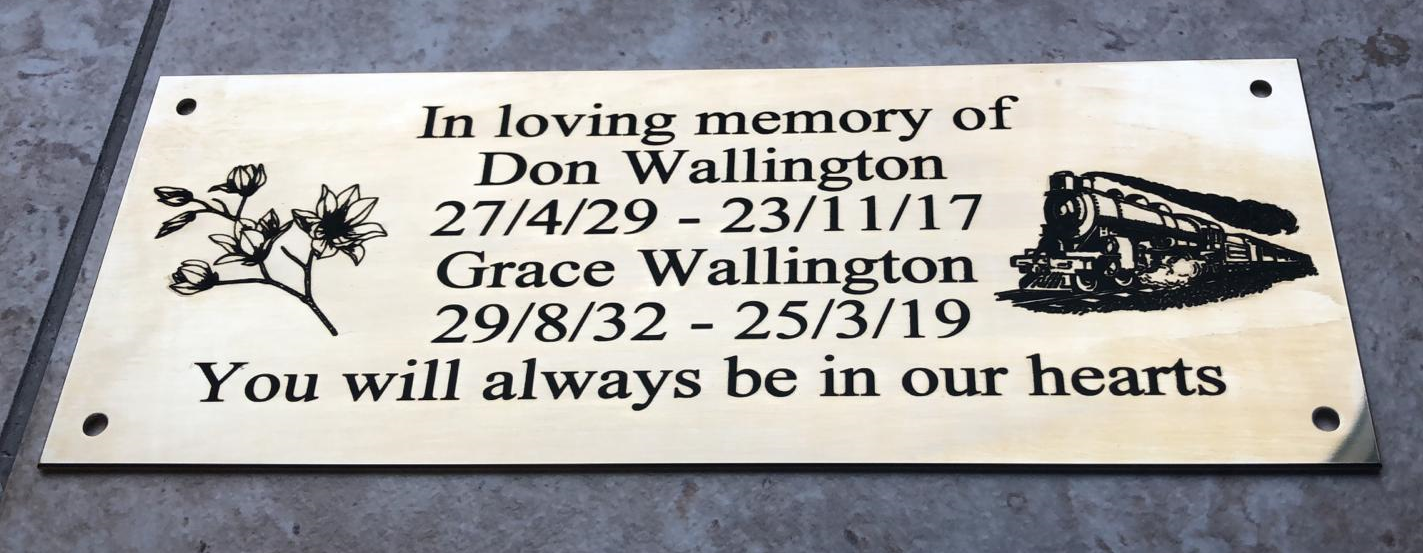 In loving memory of
Don Wallington
27/4/29 - 23/11/17
Grace Wallington
29/8/32 - 25/3/19
You will always be in our hearts